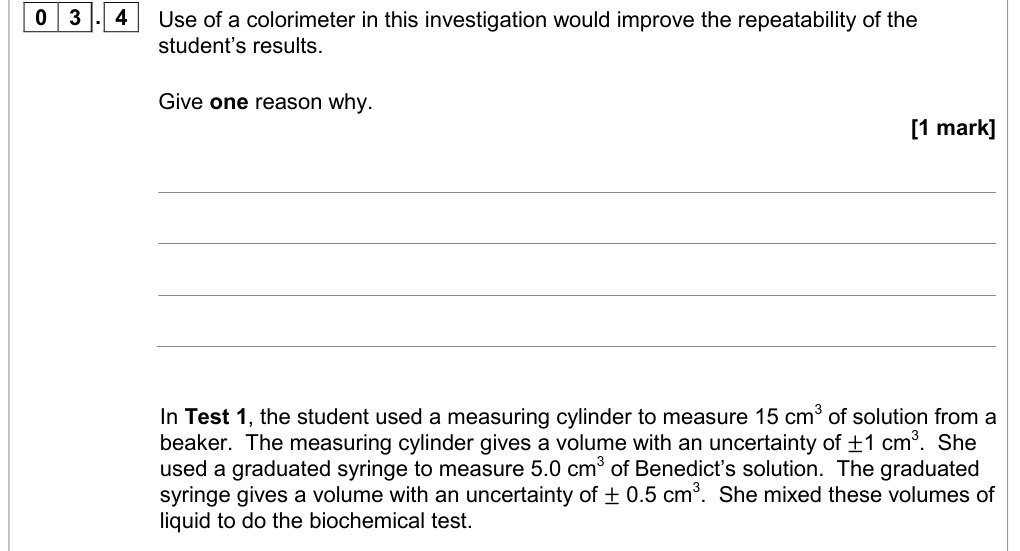 0 3 . 4 Use of a colorimeter in this investigation would improve the repeatability of the
student’s results.
Give one reason why.
[1 mark]
In Test 1, the student used a measuring cylinder to measure 15 cm³ of solution from a
beaker. The measuring cylinder gives a volume with an uncertainty of ±1 cm³. She
used a graduated syringe to measure 5.0 cm³ of Benedict’s solution. The graduated
syringe gives a volume with an uncertainty of ± 0.5 cm³. She mixed these volumes of
liquid to do the biochemical test.